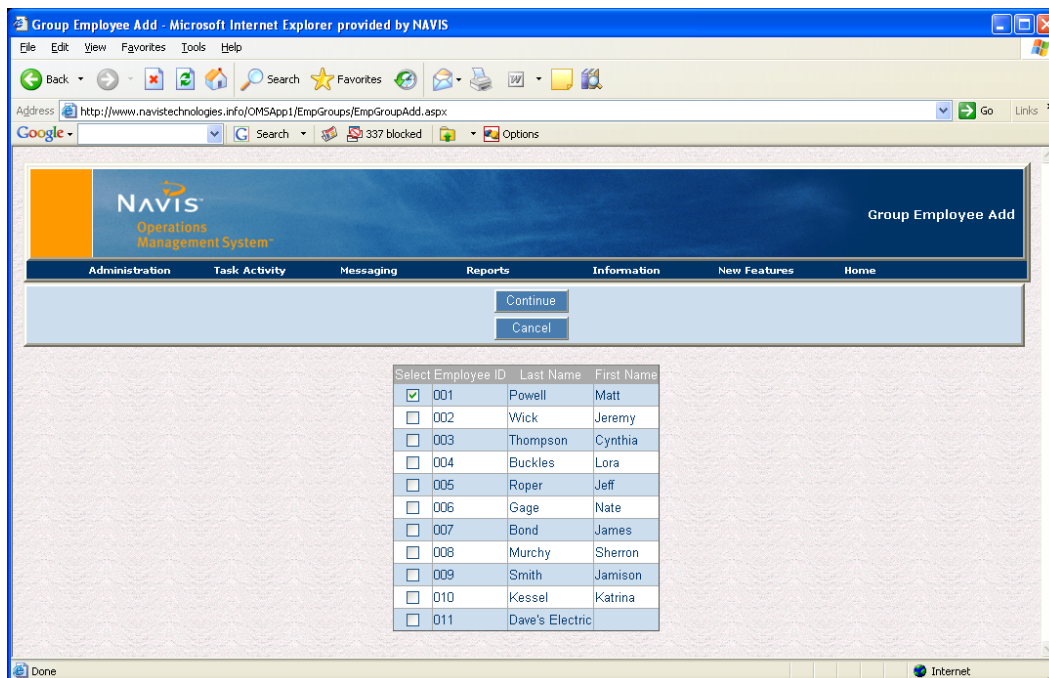 Group Employee Add - Microsoft Internet Explorer provided by NAVIS
File Edit View Favorites Tools Help
Back Search Favorites
Address http://www.navistechnologies.info/OMSApp1/EmpGroups/EmpGroupAdd.aspx Go Links
Google Search 337 blocked Options
NAVIS
Operations
Management System
Group Employee Add
Administration Task Activity Messaging Reports Information New Features Home
Continue
Cancel
Select Employee ID Last Name First Name
001 Powell Matt
002 Wick Jeremy
003 Thompson Cynthia
004 Buckles Lora
005 Roper Jeff
006 Gage Nate
007 Bond James
008 Murchy Sherron
009 Smith Jamison
010 Kessel Katrina
011 Dave's Electric
Done Internet